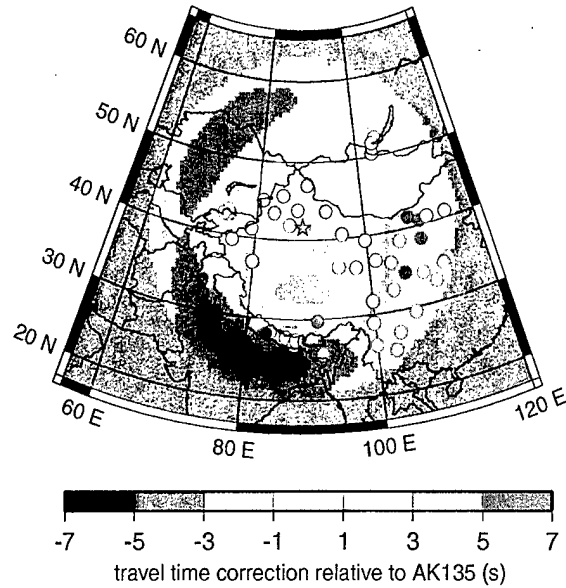 60 N
50 N
40 N
30 N
20 N
60 E
80 E
100 E
120 E
-7 -5 -3 -1 1 3 5 7
travel time correction relative to AK135 (s)